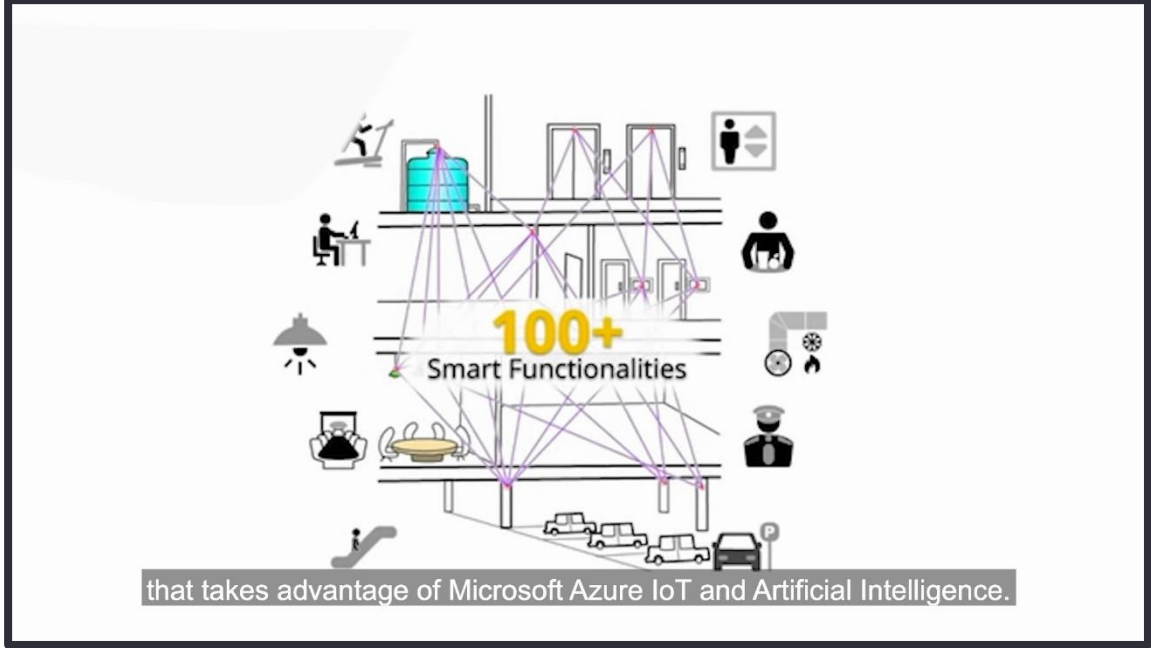 100+
Smart Functionalities
P
that takes advantage of Microsoft Azure IoT and Artificial Intelligence.